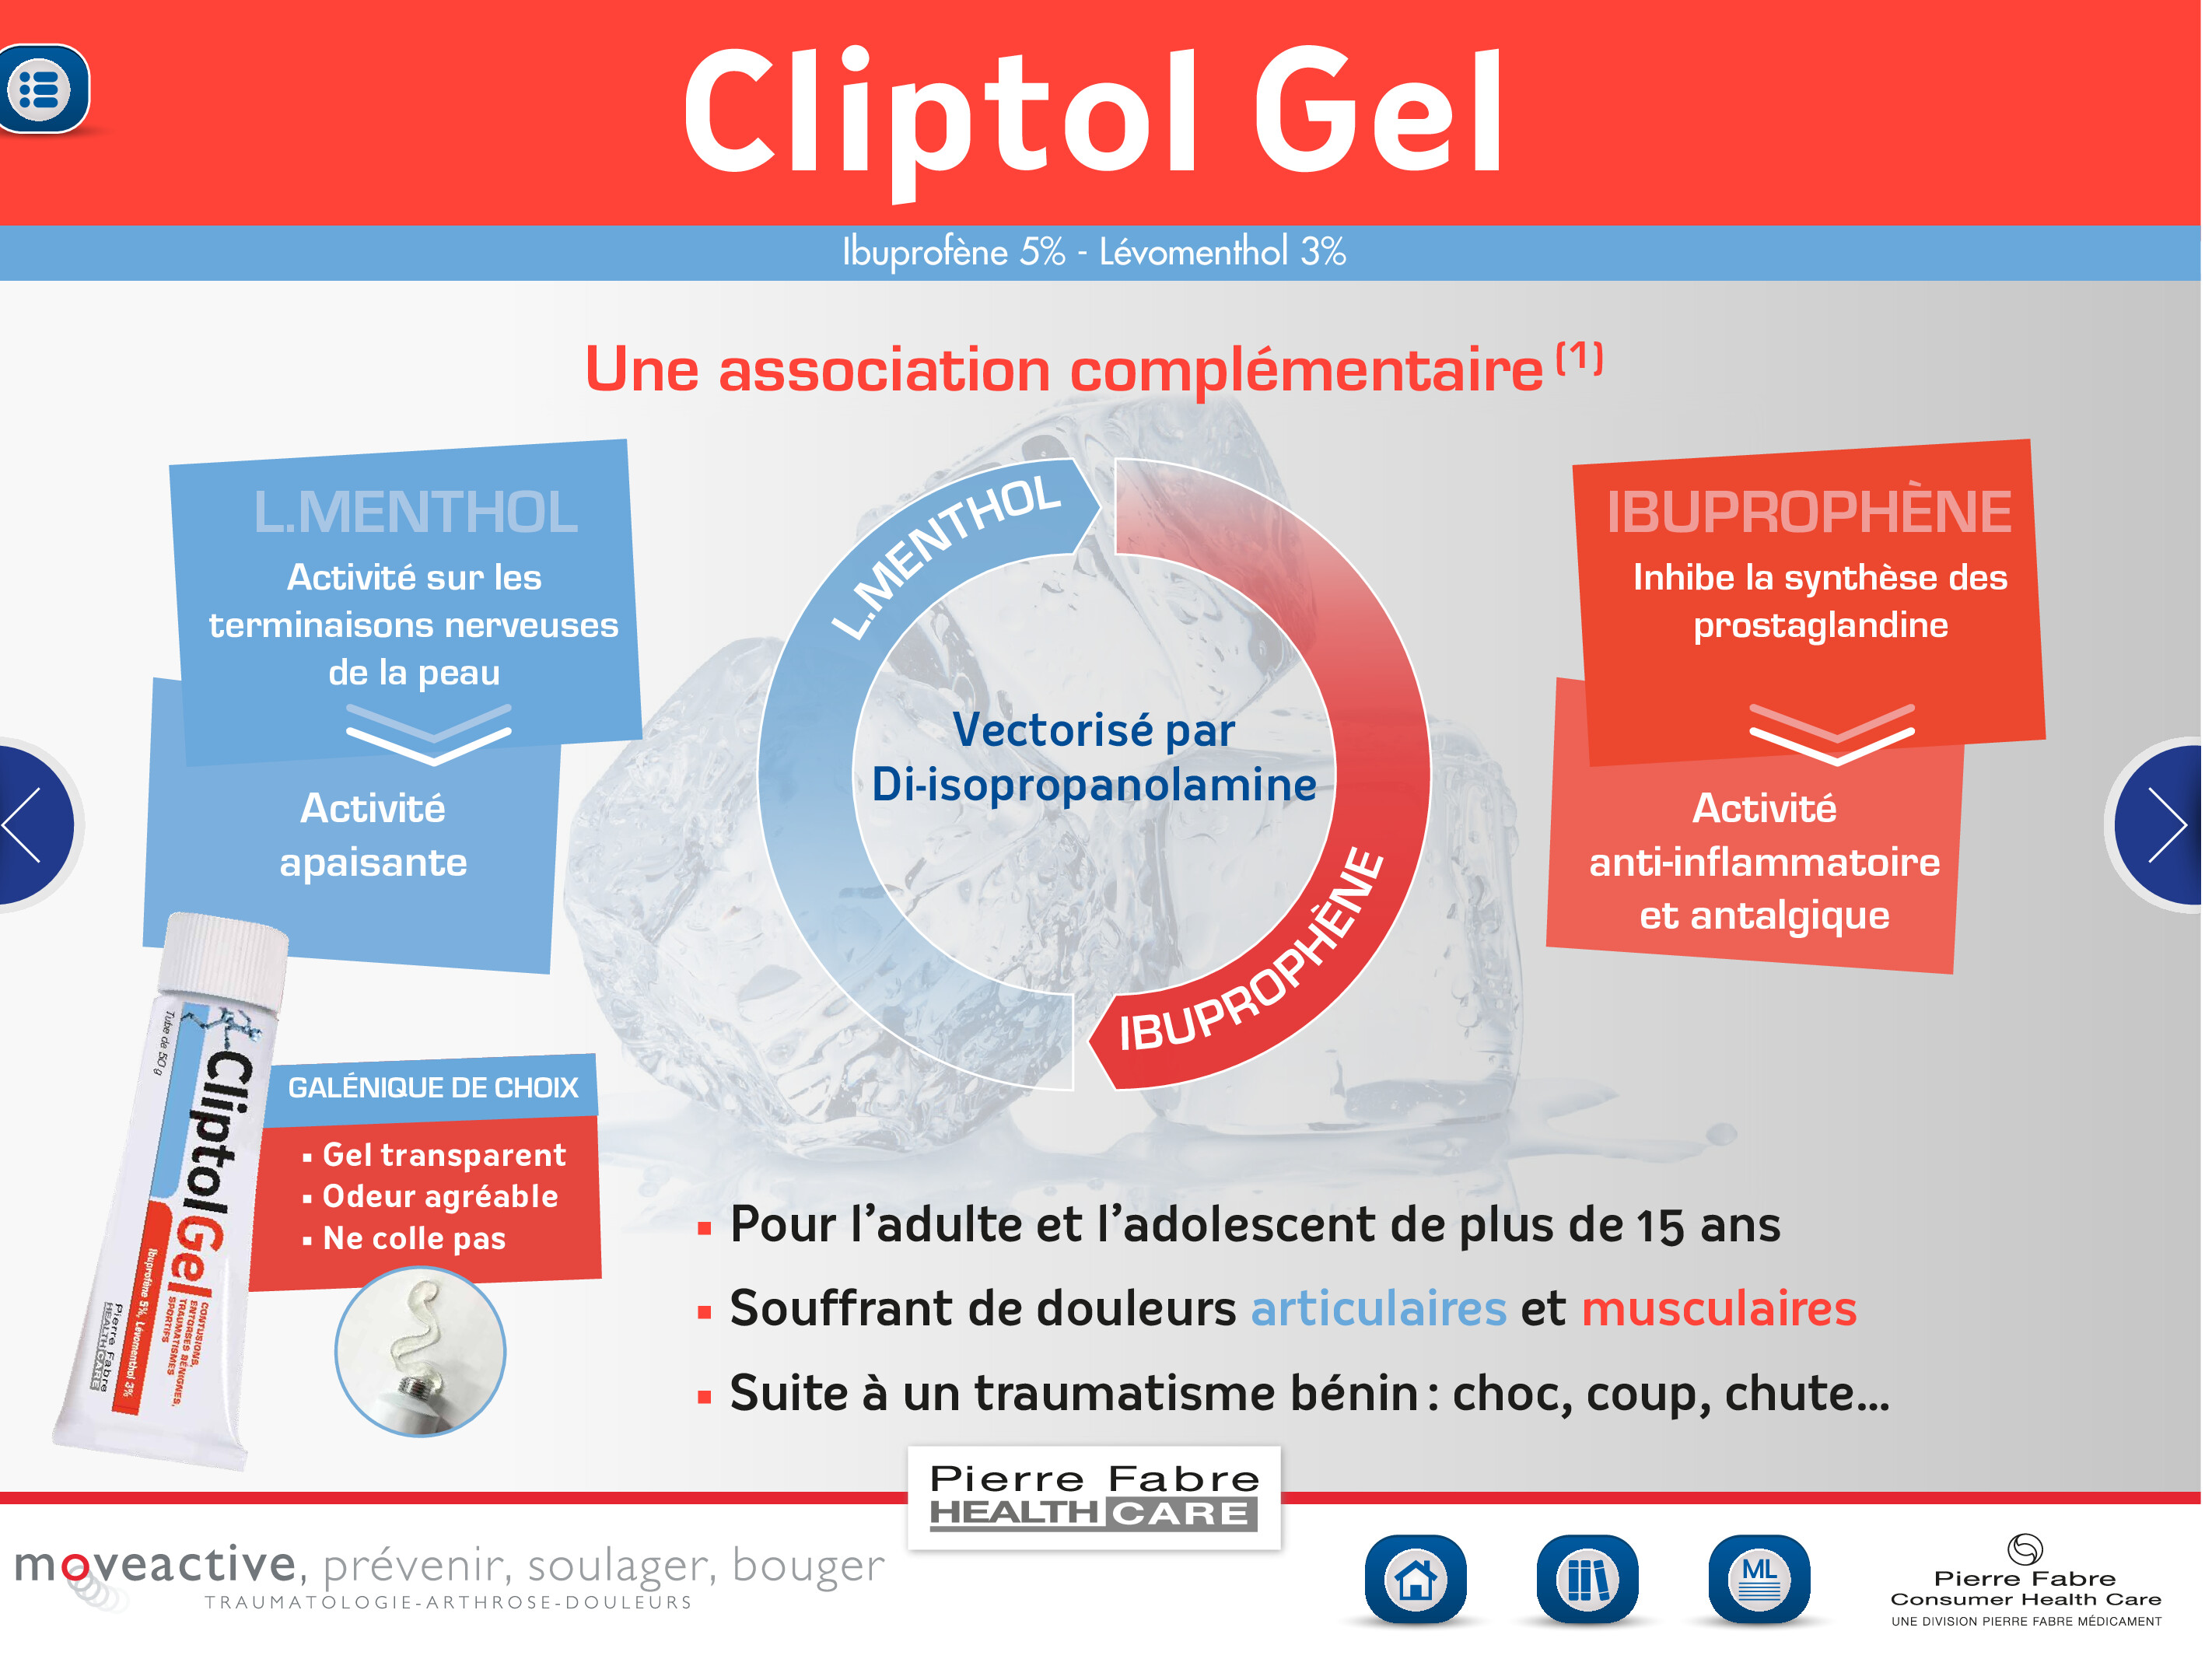 Cliptol Gel
Ibuprofène 5% - Lévomenthol 3%
Une association complémentaire (1)
L.MENTHOL
Activité sur les
terminaisons nerveuses
de la peau
Activité
apaisante
L.MENTHOL
Vectorisé par
Di-isopropanolamine
IBUPROPHÈNE
IBUPROPHÈNE
Inhibe la synthèse des
prostaglandine
Activité
anti-inflammatoire
et antalgique
Tube de 50 g
CliptolGel
Ibuprofène 5%, Lévomenthol 3%
CONTUSIONS,
ENTORSES BÉNIGNES,
TRAUMATISMES
SPORTIFS
Pierre Fabre
HEALTH CARE
GALÉNIQUE DE CHOIX
▪ Gel transparent
▪ Odeur agréable
▪ Ne colle pas
▪ Pour l’adulte et l’adolescent de plus de 15 ans
▪ Souffrant de douleurs articulaires et musculaires
▪ Suite à un traumatisme bénin : choc, coup, chute...
Pierre Fabre
HEALTH CARE
moveactive, prévenir, soulager, bouger
TRAUMATOLOGIE-ARTHROSE-DOULEURS
ML
Pierre Fabre
Consumer Health Care
UNE DIVISION PIERRE FABRE MÉDICAMENT